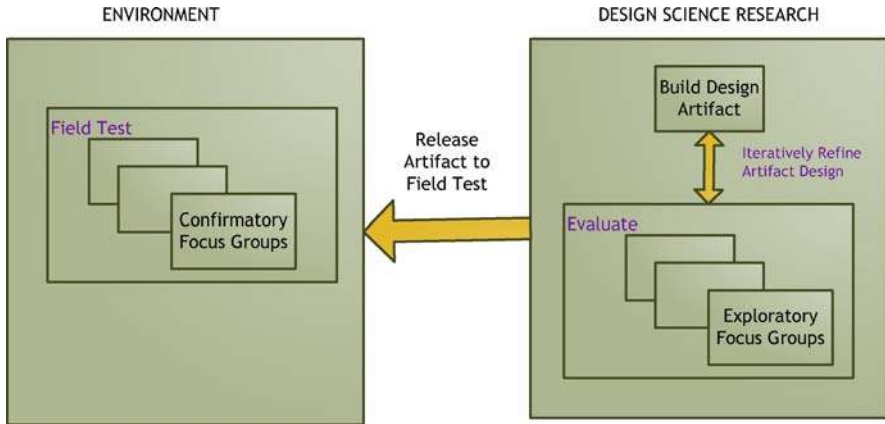 ENVIRONMENT
Field Test
Confirmatory
Focus Groups
Release
Artifact to
Field Test
DESIGN SCIENCE RESEARCH
Build Design
Artifact
Iteratively Refine
Artifact Design
Evaluate
Exploratory
Focus Groups